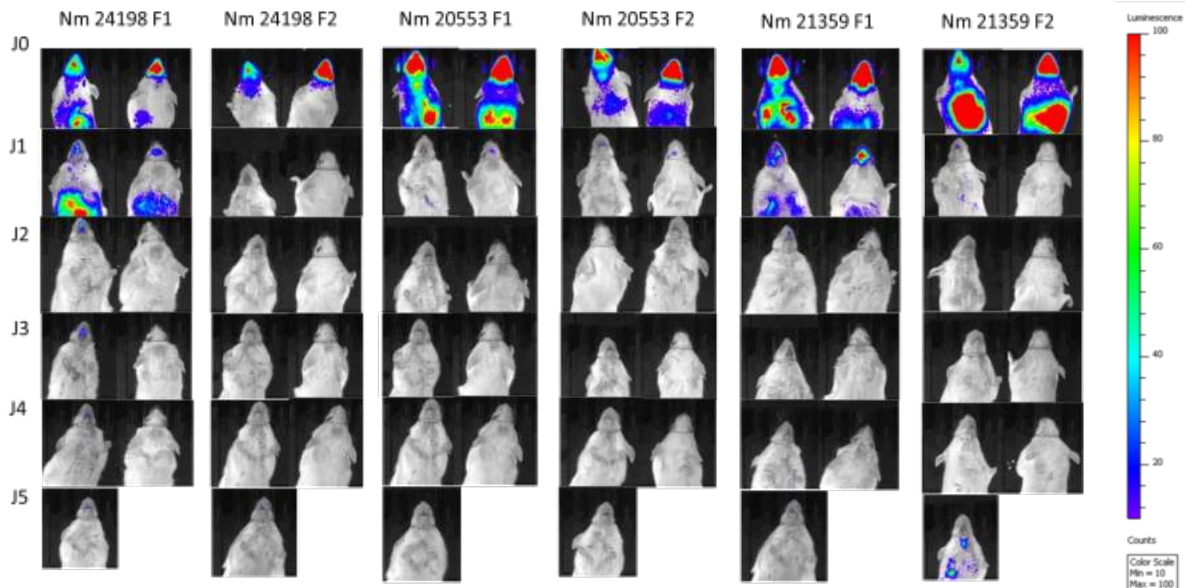 Nm 24198 F1 Nm 24198 F2 Nm 20553 F1 Nm 20553 F2 Nm 21359 F1 Nm 21359 F2
Luminescence
J0
J1
J2
J3
J4
J5
100
80
60
40
20
Counts
Color Scale
Min = 10
Max = 100